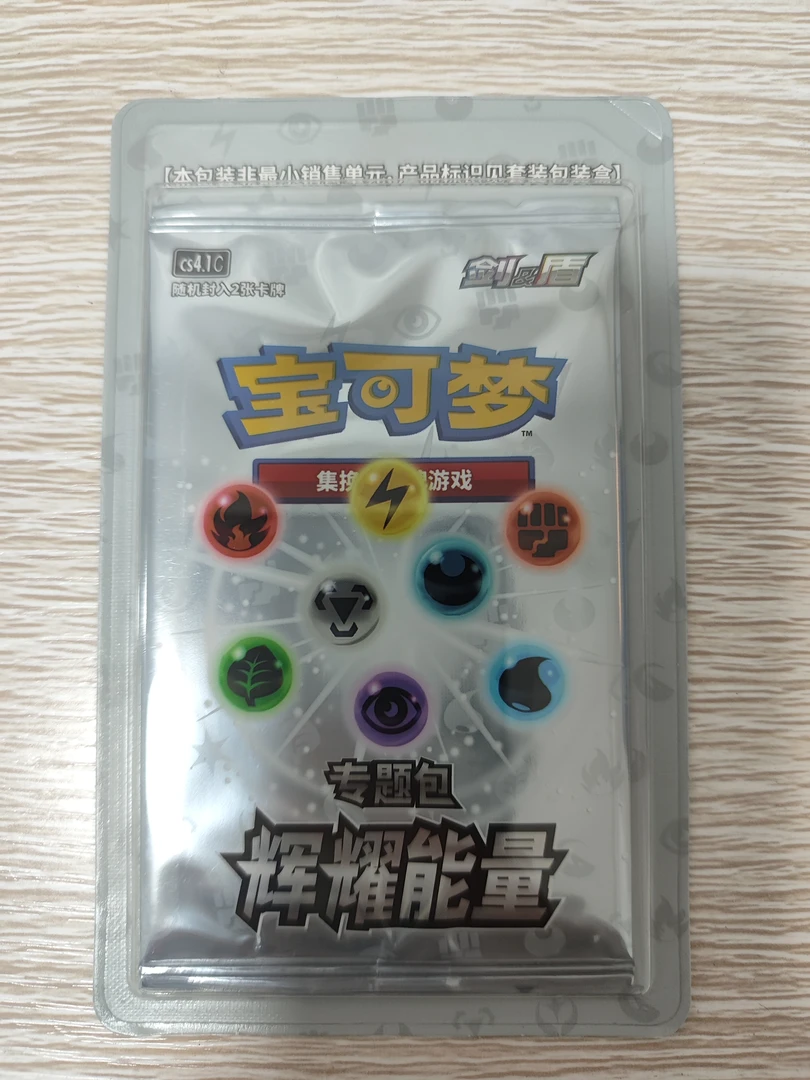 【本包装非最小销售单元，产品标识见套装包装盒】
cs4.1C
随机封入2张卡牌
剑&盾
宝可梦
TM
集换 游戏
专题包
辉耀能量